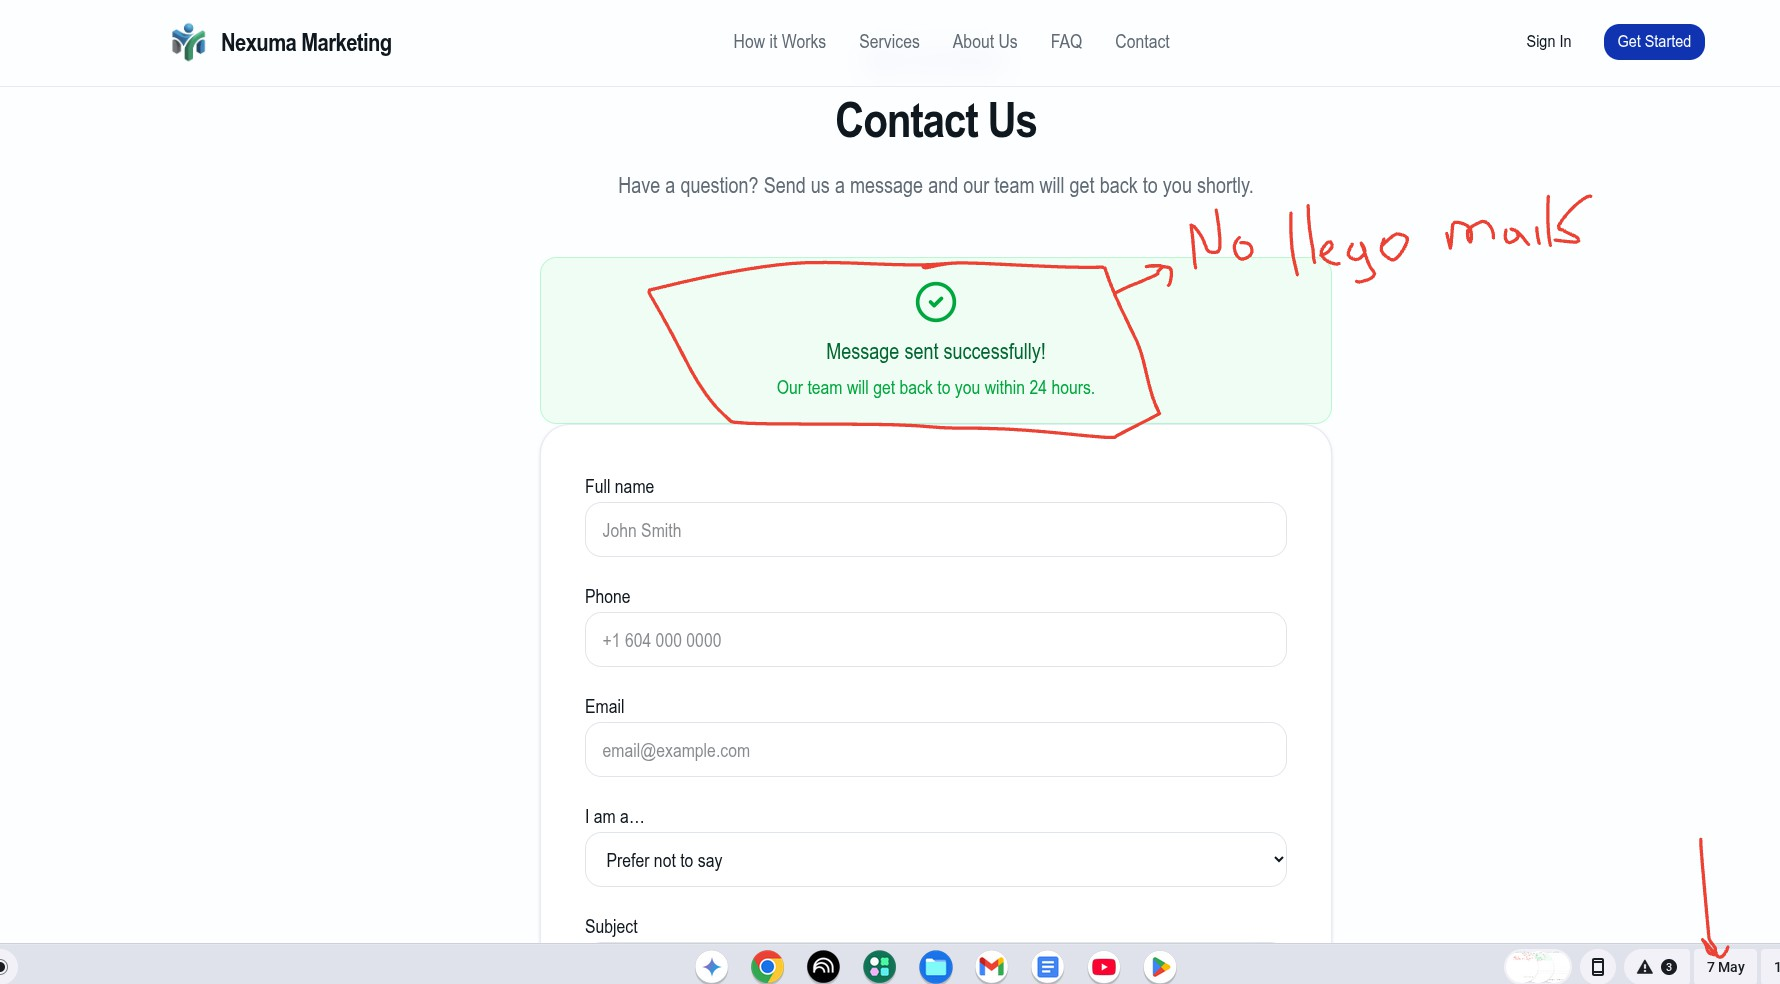 Nexuma Marketing
How it Works Services About Us FAQ Contact
Sign In Get Started
Contact Us
Have a question? Send us a message and our team will get back to you shortly.
No llego mails
Message sent successfully!
Our team will get back to you within 24 hours.
Full name
John Smith
Phone
+1 604 000 0000
Email
email@example.com
I am a...
Prefer not to say
Subject
3 7 May 1